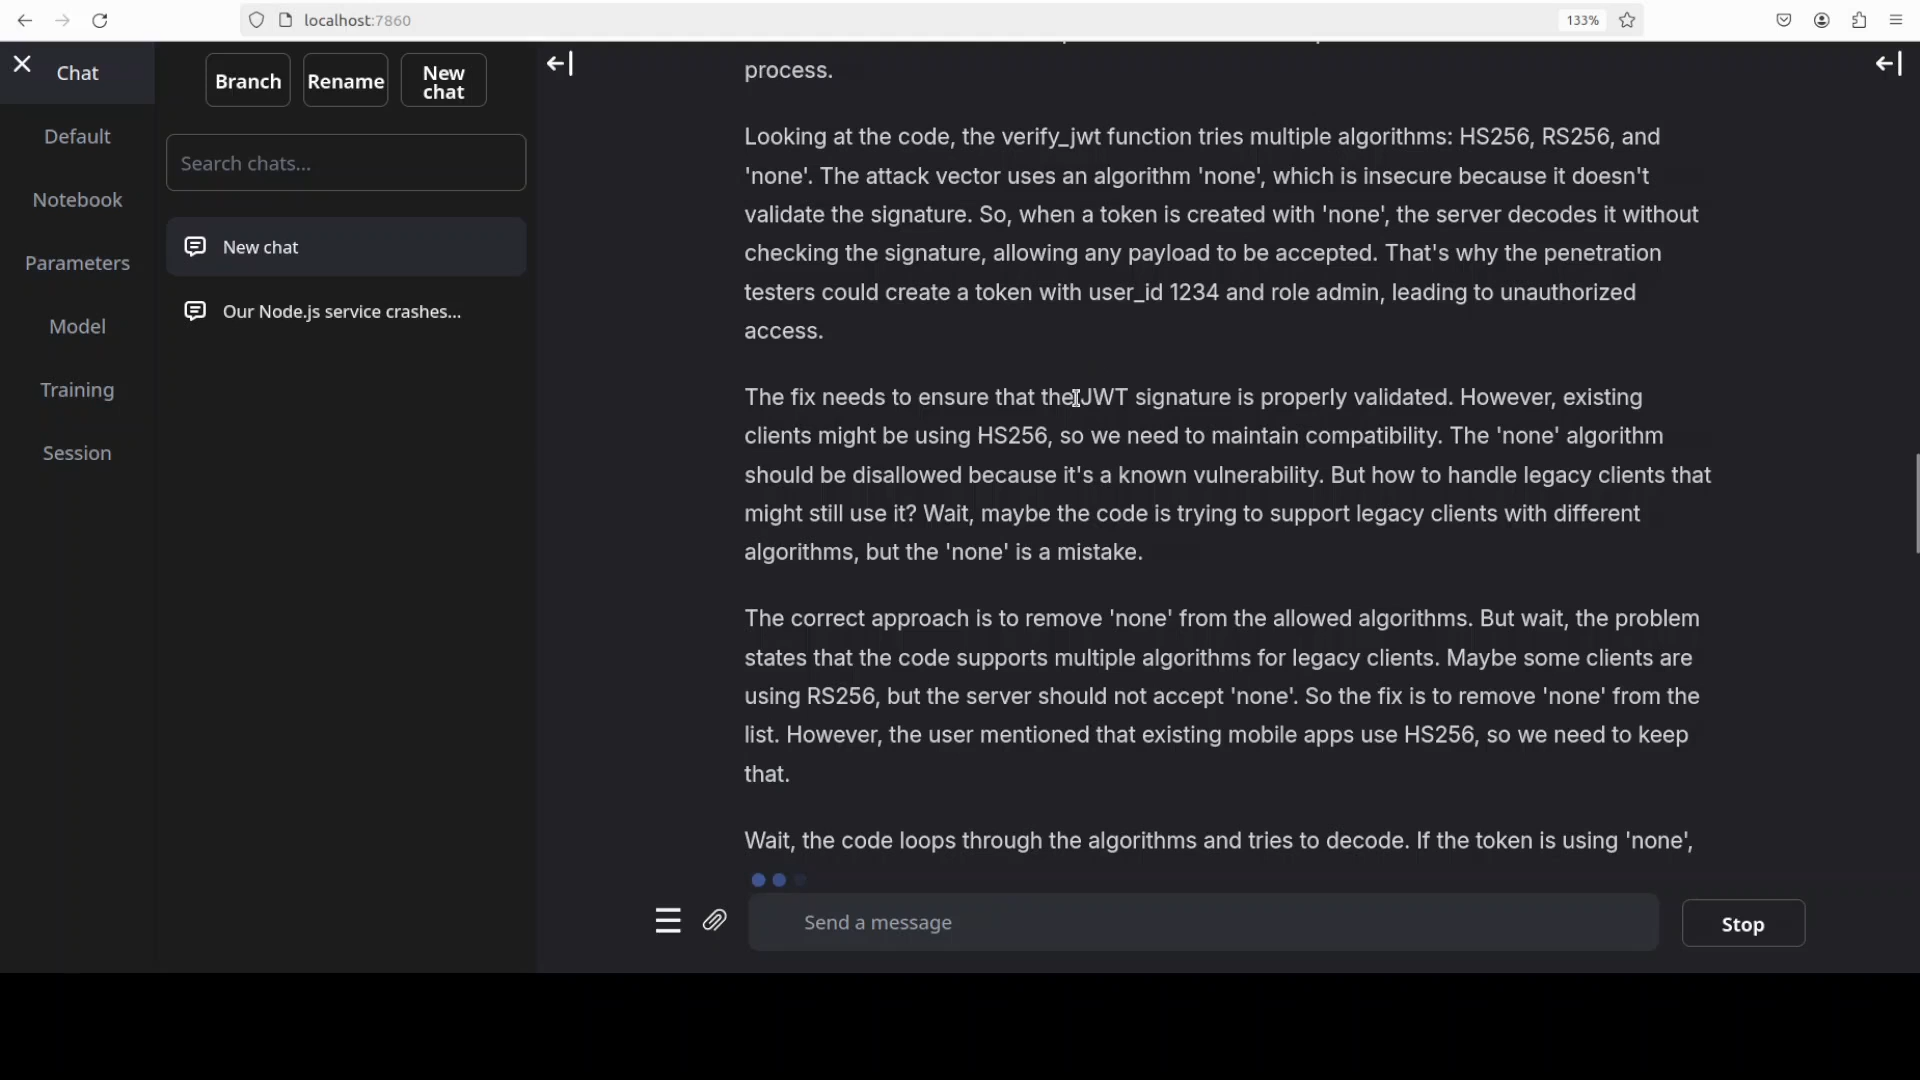 localhost:7860
133%
Chat
Default
Notebook
Parameters
Model
Training
Session
Branch
Rename
New chat
Search chats...
New chat
Our Node.js service crashes...
process.
Looking at the code, the verify_jwt function tries multiple algorithms: HS256, RS256, and
'none'. The attack vector uses an algorithm 'none', which is insecure because it doesn't
validate the signature. So, when a token is created with 'none', the server decodes it without
checking the signature, allowing any payload to be accepted. That's why the penetration
testers could create a token with user_id 1234 and role admin, leading to unauthorized
access.
The fix needs to ensure that the JWT signature is properly validated. However, existing
clients might be using HS256, so we need to maintain compatibility. The 'none' algorithm
should be disallowed because it's a known vulnerability. But how to handle legacy clients that
might still use it? Wait, maybe the code is trying to support legacy clients with different
algorithms, but the 'none' is a mistake.
The correct approach is to remove 'none' from the allowed algorithms. But wait, the problem
states that the code supports multiple algorithms for legacy clients. Maybe some clients are
using RS256, but the server should not accept 'none'. So the fix is to remove 'none' from the
list. However, the user mentioned that existing mobile apps use HS256, so we need to keep
that.
Wait, the code loops through the algorithms and tries to decode. If the token is using 'none',
Send a message
Stop